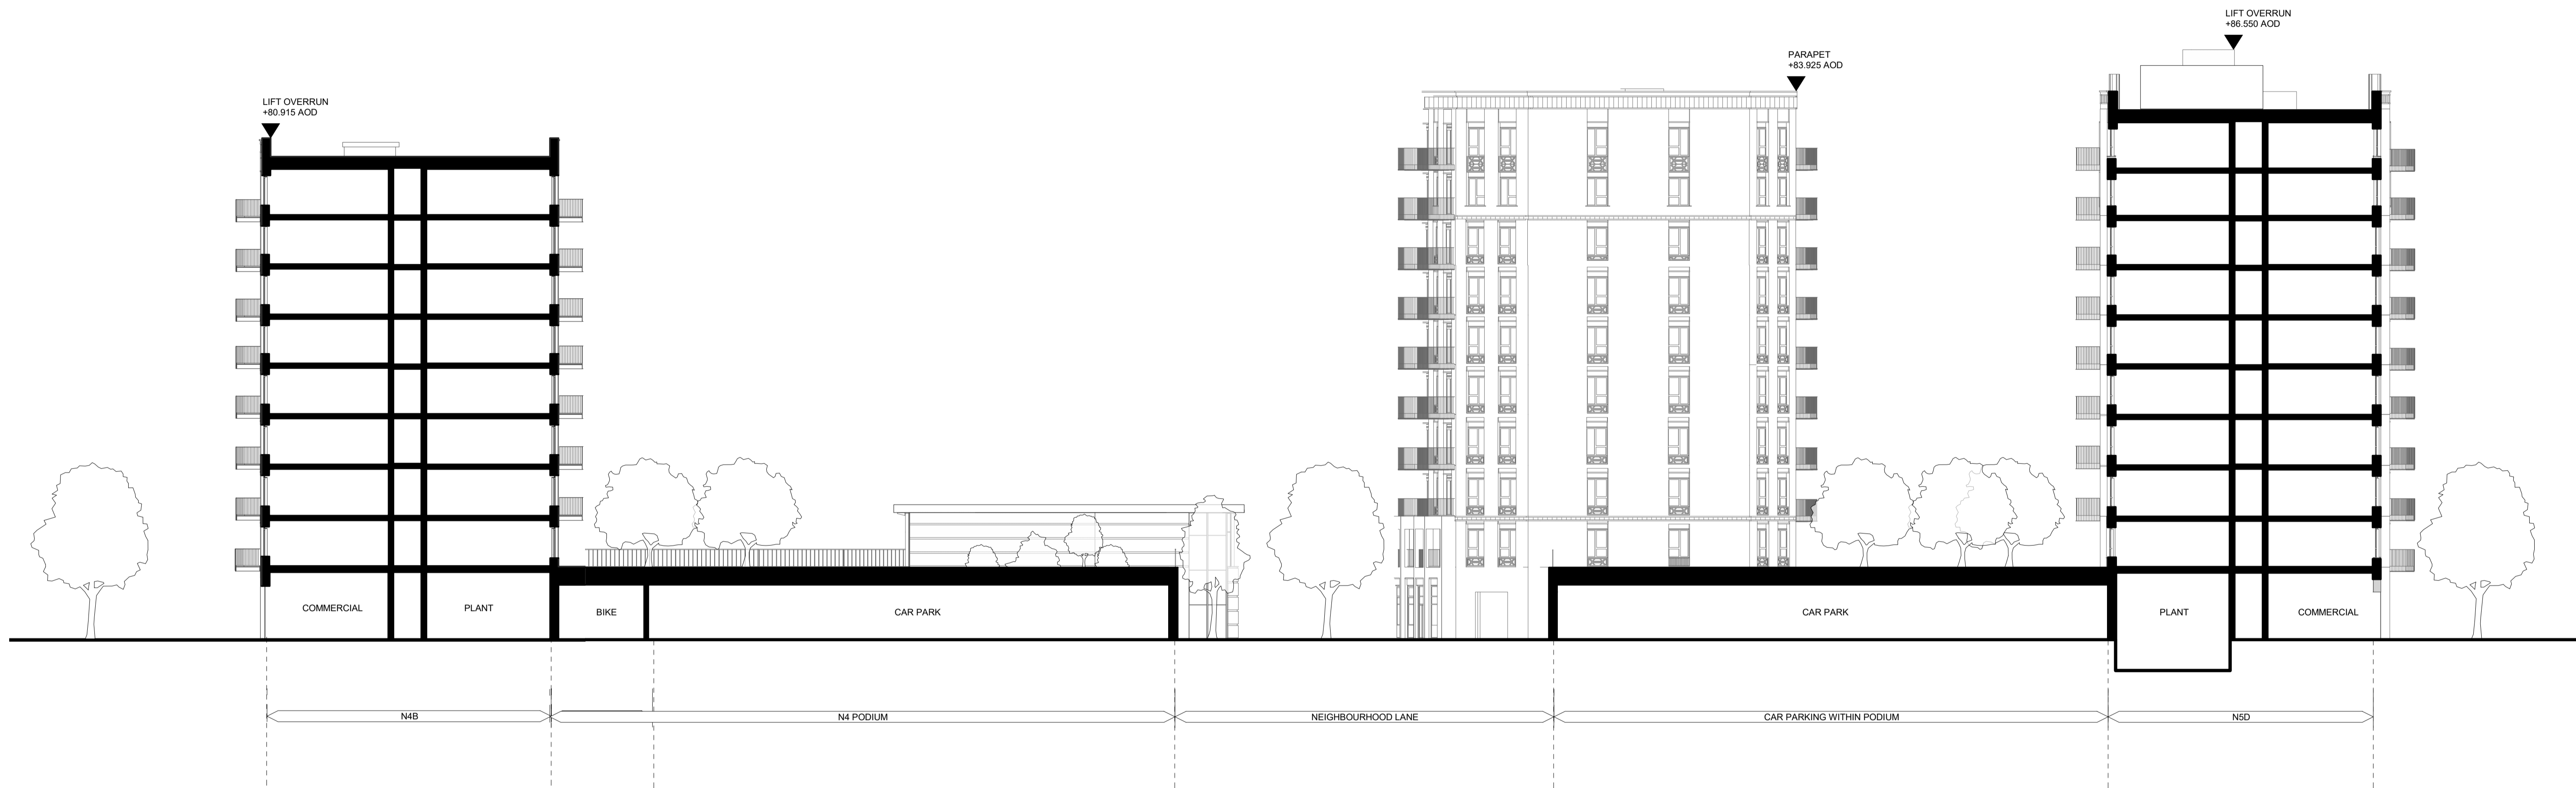 LIFT OVERRUN
+86.550 AOD
PARAPET
+83.925 AOD
LIFT OVERRUN
+80.915 AOD
COMMERCIAL
PLANT
BIKE
CAR PARK
CAR PARK
PLANT
COMMERCIAL
N4B
N4 PODIUM
NEIGHBOURHOOD LANE
CAR PARKING WITHIN PODIUM
N5D